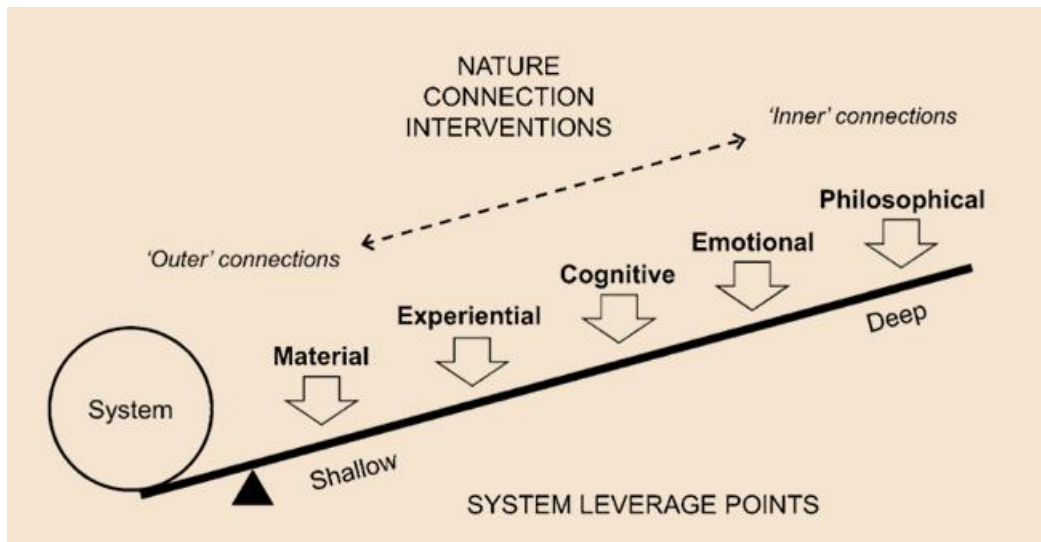 NATURE
CONNECTION
INTERVENTIONS
‘Inner’ connections
‘Outer’ connections
Philosophical
Emotional
Cognitive
Experiential
Material
System
Shallow
Deep
SYSTEM LEVERAGE POINTS